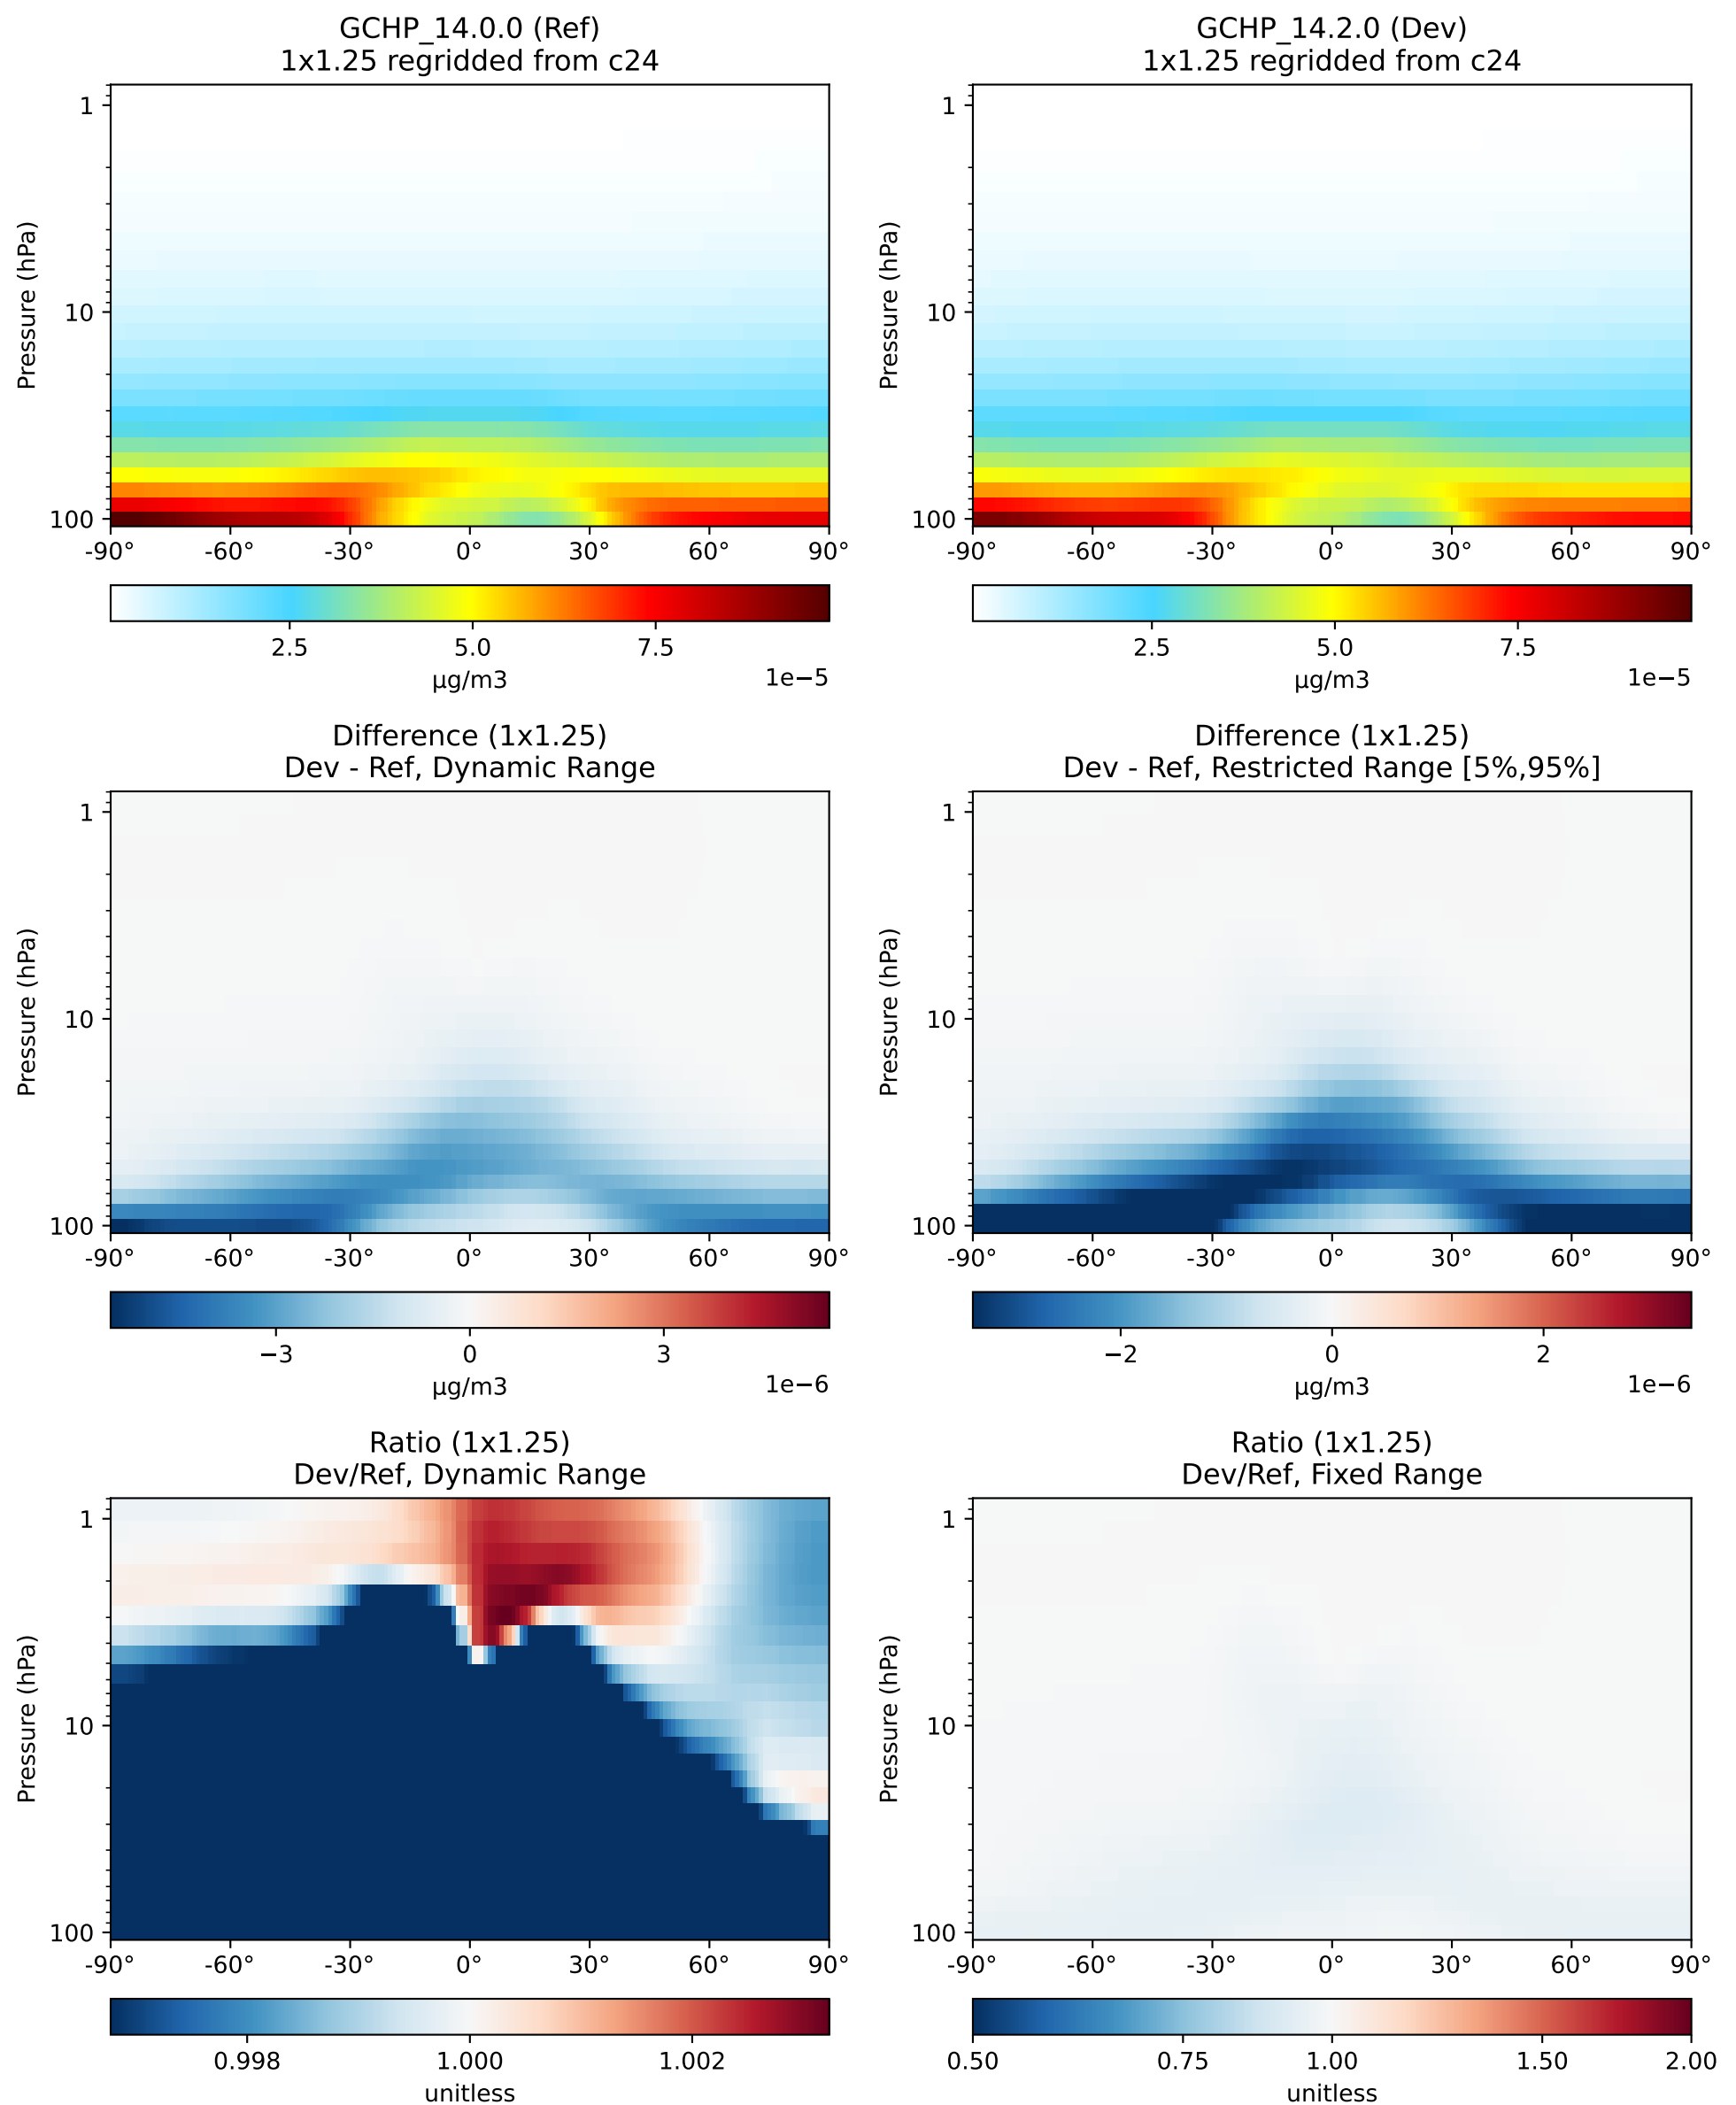 GCHP_14.0.0 (Ref)
1x1.25 regridded from c24
Pressure (hPa)
1
10
100
-90° -60° -30° 0° 30° 60° 90°
2.5 5.0 7.5
µg/m3
1e−5
GCHP_14.2.0 (Dev)
1x1.25 regridded from c24
Pressure (hPa)
1
10
100
-90° -60° -30° 0° 30° 60° 90°
2.5 5.0 7.5
µg/m3
1e−5
Difference (1x1.25)
Dev - Ref, Dynamic Range
Pressure (hPa)
1
10
100
-90° -60° -30° 0° 30° 60° 90°
−3 0 3
µg/m3
1e−6
Difference (1x1.25)
Dev - Ref, Restricted Range [5%,95%]
Pressure (hPa)
1
10
100
-90° -60° -30° 0° 30° 60° 90°
−2 0 2
µg/m3
1e−6
Ratio (1x1.25)
Dev/Ref, Dynamic Range
Pressure (hPa)
1
10
100
-90° -60° -30° 0° 30° 60° 90°
0.998 1.000 1.002
unitless
Ratio (1x1.25)
Dev/Ref, Fixed Range
Pressure (hPa)
1
10
100
-90° -60° -30° 0° 30° 60° 90°
0.50 0.75 1.00 1.50 2.00
unitless